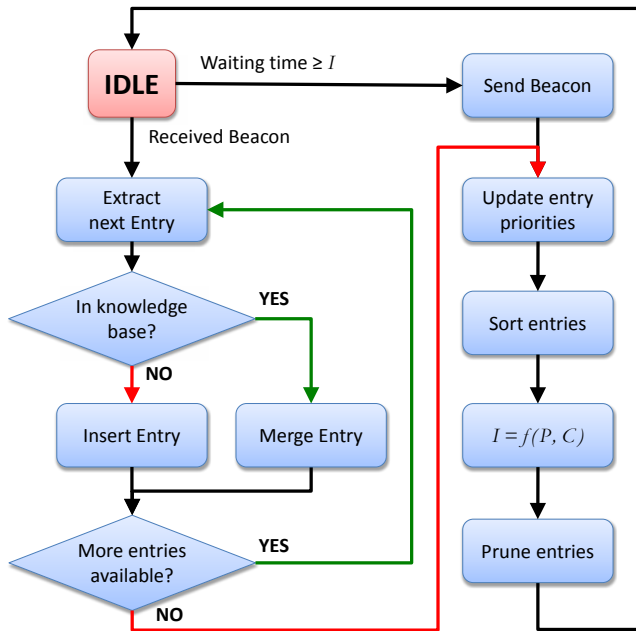 IDLE
Waiting time ≥ I
Send Beacon
Received Beacon
Extract
next Entry
Update entry
priorities
In knowledge
base?
YES
Sort entries
NO
Insert Entry
Merge Entry
I = f(P, C)
More entries
available?
YES
Prune entries
NO